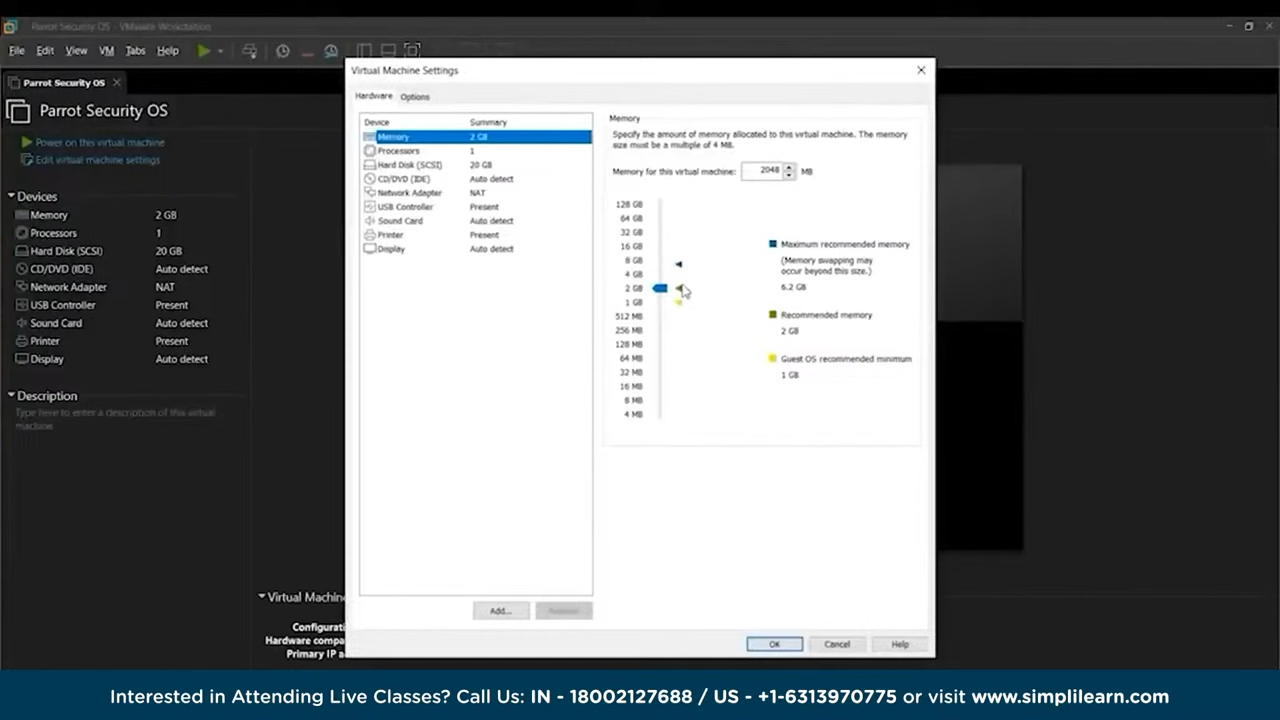 Parrot Security OS - VMware Workstation
File Edit View VM Tabs Help
Parrot Security OS
Parrot Security OS
Power on this virtual machine
Edit virtual machine settings
Devices
Memory 2 GB
Processors 1
Hard Disk (SCSI) 20 GB
CD/DVD (IDE) Auto detect
Network Adapter NAT
USB Controller Present
Sound Card Auto detect
Printer Present
Display Auto detect
Description
Type here to enter a description of this virtual
machine
Virtual Machine Settings
Hardware Options
Device Summary
Memory 2 GB
Processors 1
Hard Disk (SCSI) 20 GB
CD/DVD (IDE) Auto detect
Network Adapter NAT
USB Controller Present
Sound Card Auto detect
Printer Present
Display Auto detect
Add...
Remove
Memory
Specify the amount of memory allocated to this virtual machine. The memory
size must be a multiple of 4 MB.
Memory for this virtual machine: 2048 MB
128 GB
64 GB
32 GB
16 GB
8 GB
4 GB
2 GB
1 GB
512 MB
256 MB
128 MB
64 MB
32 MB
16 MB
8 MB
4 MB
Maximum recommended memory
(Memory swapping may
occur beyond this size.)
6.2 GB
Recommended memory
2 GB
Guest OS recommended minimum
1 GB
OK Cancel Help
Virtual Machin
Configurati
Hardware compa
Primary IP a
Interested in Attending Live Classes? Call Us: IN - 18002127688 / US - +1-6313970775 or visit www.simplilearn.com